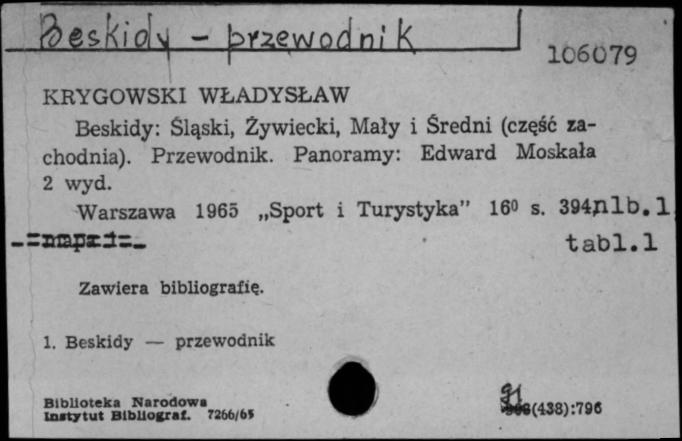 Beskidy - przewodnik
106079
KRYGOWSKI WŁADYSŁAW
Beskidy: Śląski, Żywiecki, Mały i Średni (część za-
chodnia). Przewodnik. Panoramy: Edward Moskała
2 wyd.
Warszawa 1965 „Sport i Turystyka” 16⁰ s. 394,nlb.1
mapa 1 tabl.1
Zawiera bibliografię.
1. Beskidy — przewodnik
Biblioteka Narodowa
Instytut Bibliograf. 7266/65
91
(438):796